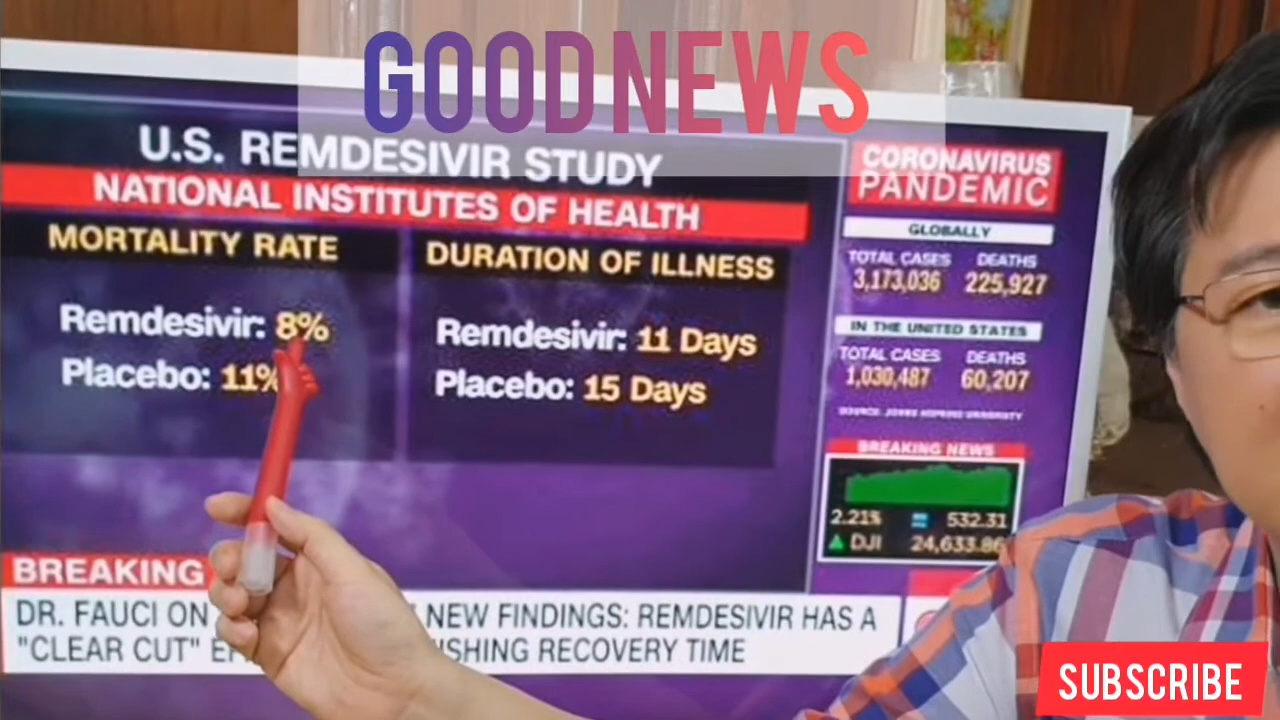 GOOD NEWS
U.S. REMDESIVIR STUDY
NATIONAL INSTITUTES OF HEALTH
MORTALITY RATE
Remdesivir: 8%
Placebo: 11%
DURATION OF ILLNESS
Remdesivir: 11 Days
Placebo: 15 Days
CORONAVIRUS
PANDEMIC
GLOBALLY
TOTAL CASES DEATHS
3,173,036 225,927
IN THE UNITED STATES
TOTAL CASES DEATHS
1,030,487 60,207
SOURCE: JOHNS HOPKINS UNIVERSITY
BREAKING NEWS
2.21% 532.31
DJI 24,633.86
BREAKING
DR. FAUCI ON NEW FINDINGS: REMDESIVIR HAS A
"CLEAR CUT" RECOVERY TIME
SUBSCRIBE